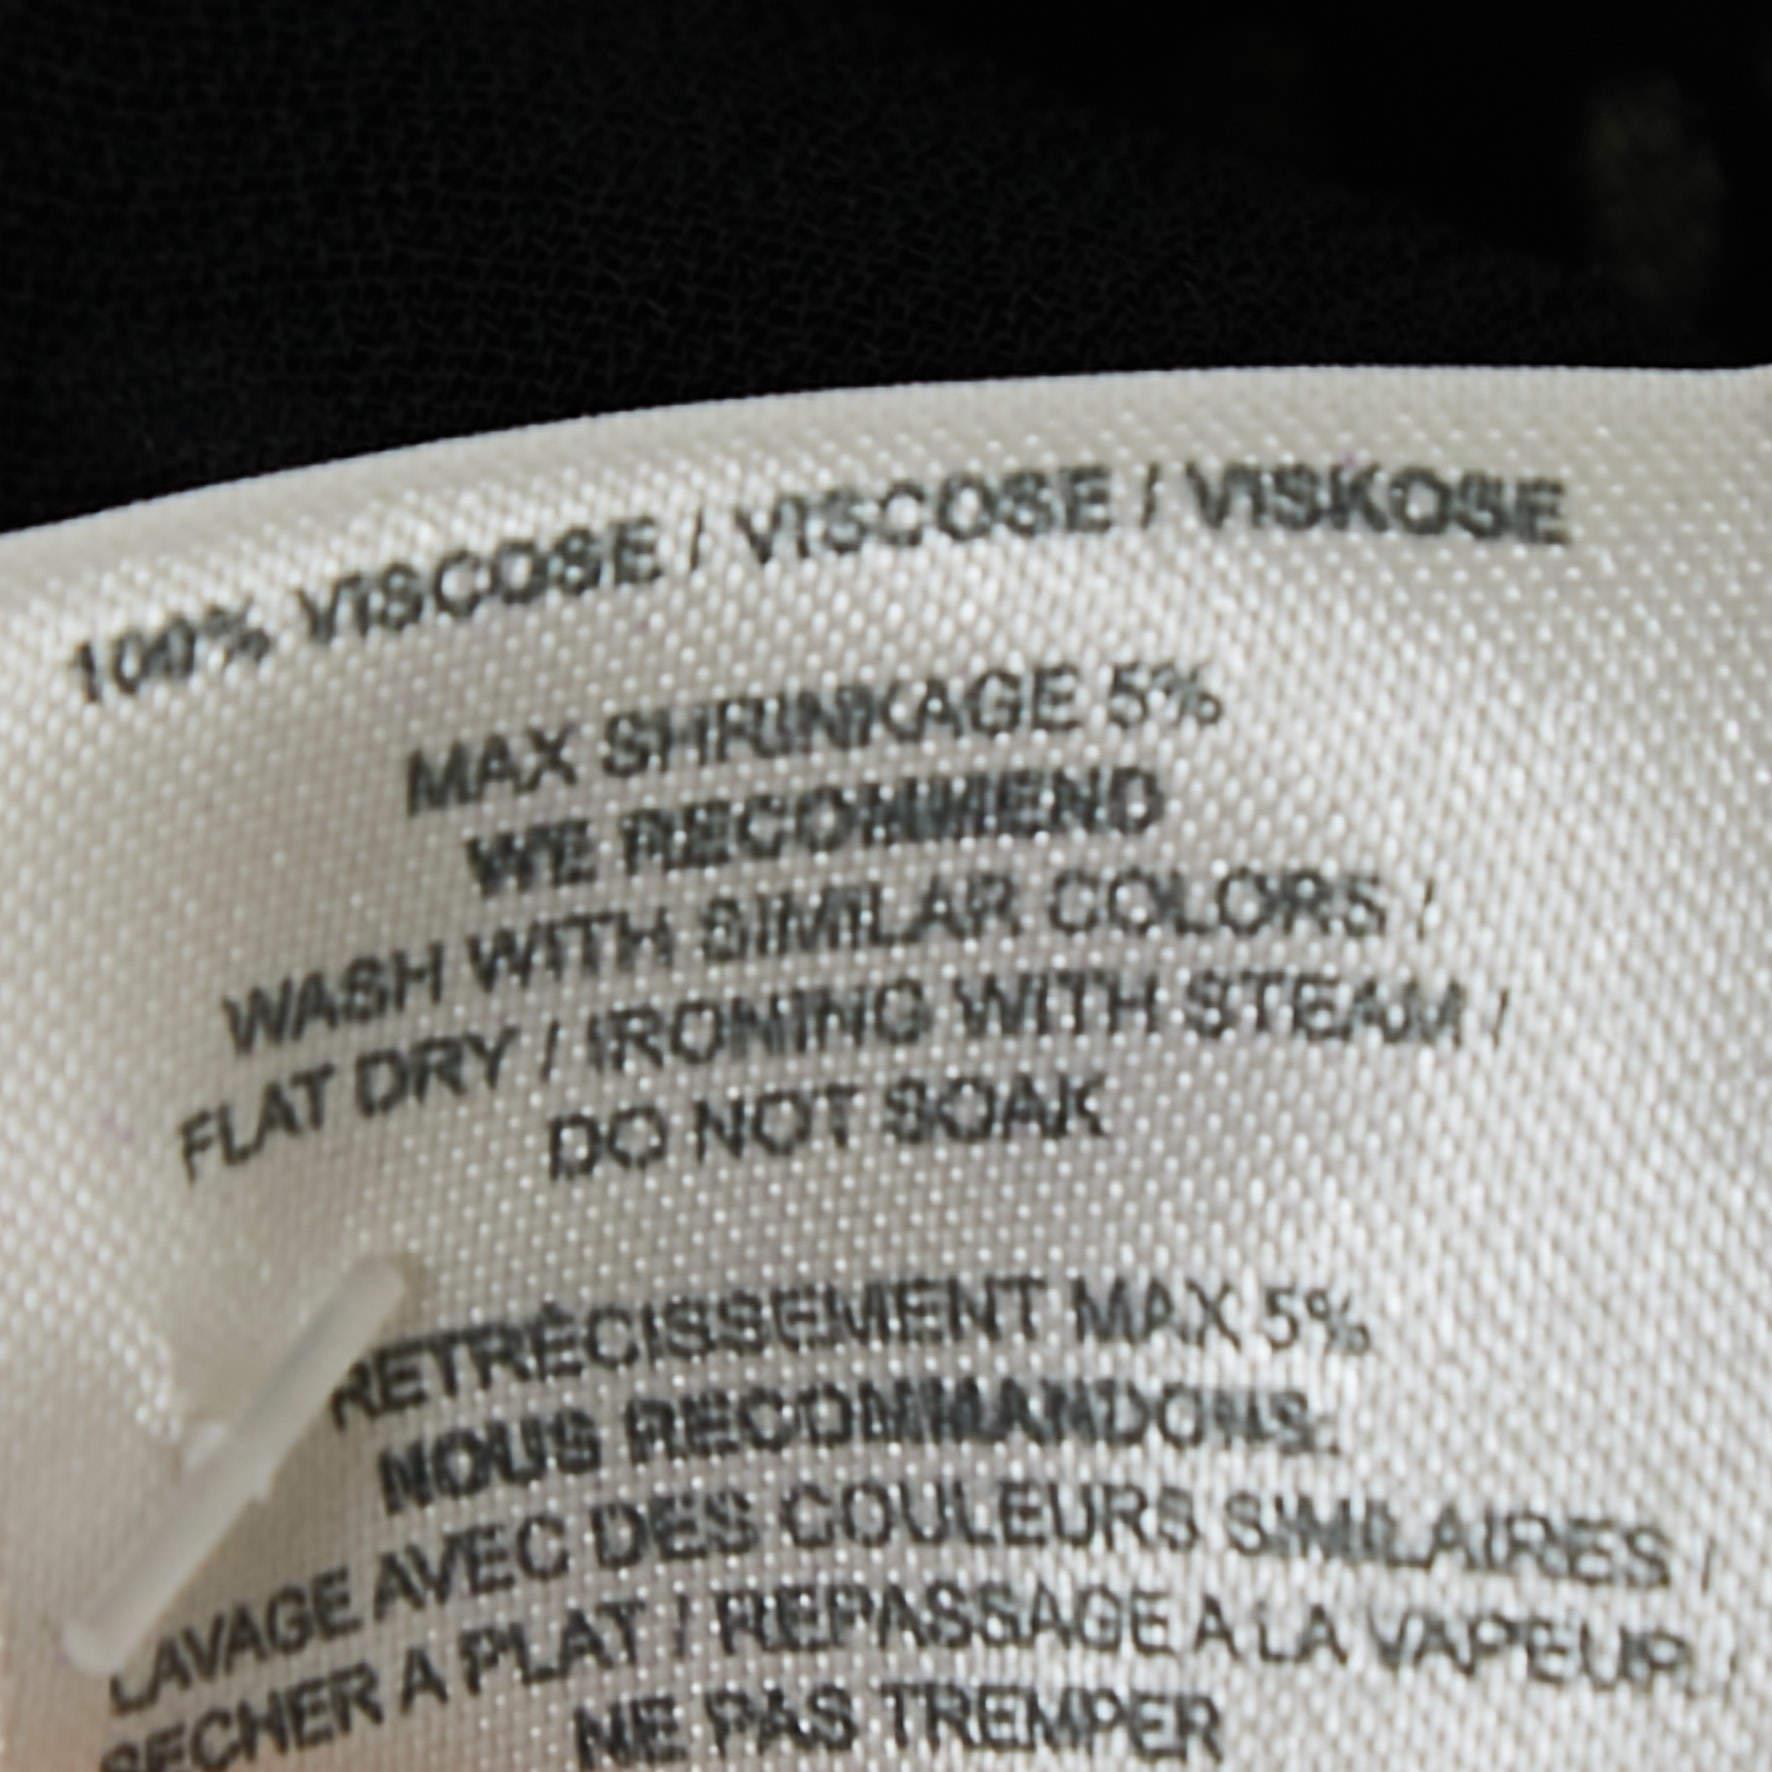 100% VISCOSE / VISCOSE / VISKOSE
MAX SHRINKAGE 5%
WE RECOMMEND
WASH WITH SIMILAR COLORS /
FLAT DRY / IRONING WITH STEAM /
DO NOT SOAK
RETRÉCISSEMENT MAX 5%
NOUS RECOMMANDONS:
LAVAGE AVEC DES COULEURS SIMILAIRES /
SECHER A PLAT / REPASSAGE A LA VAPEUR
NE PAS TREMPER